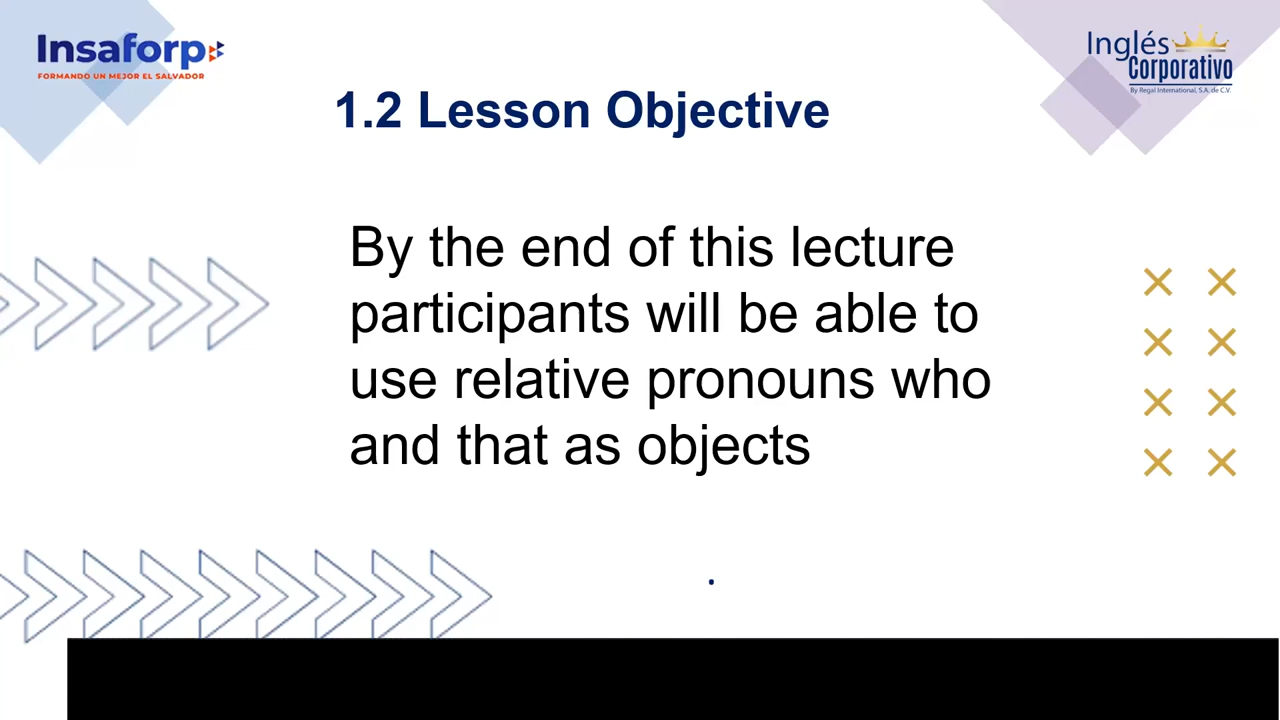 Insaforp
FORMANDO UN MEJOR EL SALVADOR
Inglés
Corporativo
By Regal International, S.A. de C.V.
1.2 Lesson Objective
By the end of this lecture
participants will be able to
use relative pronouns who
and that as objects
.